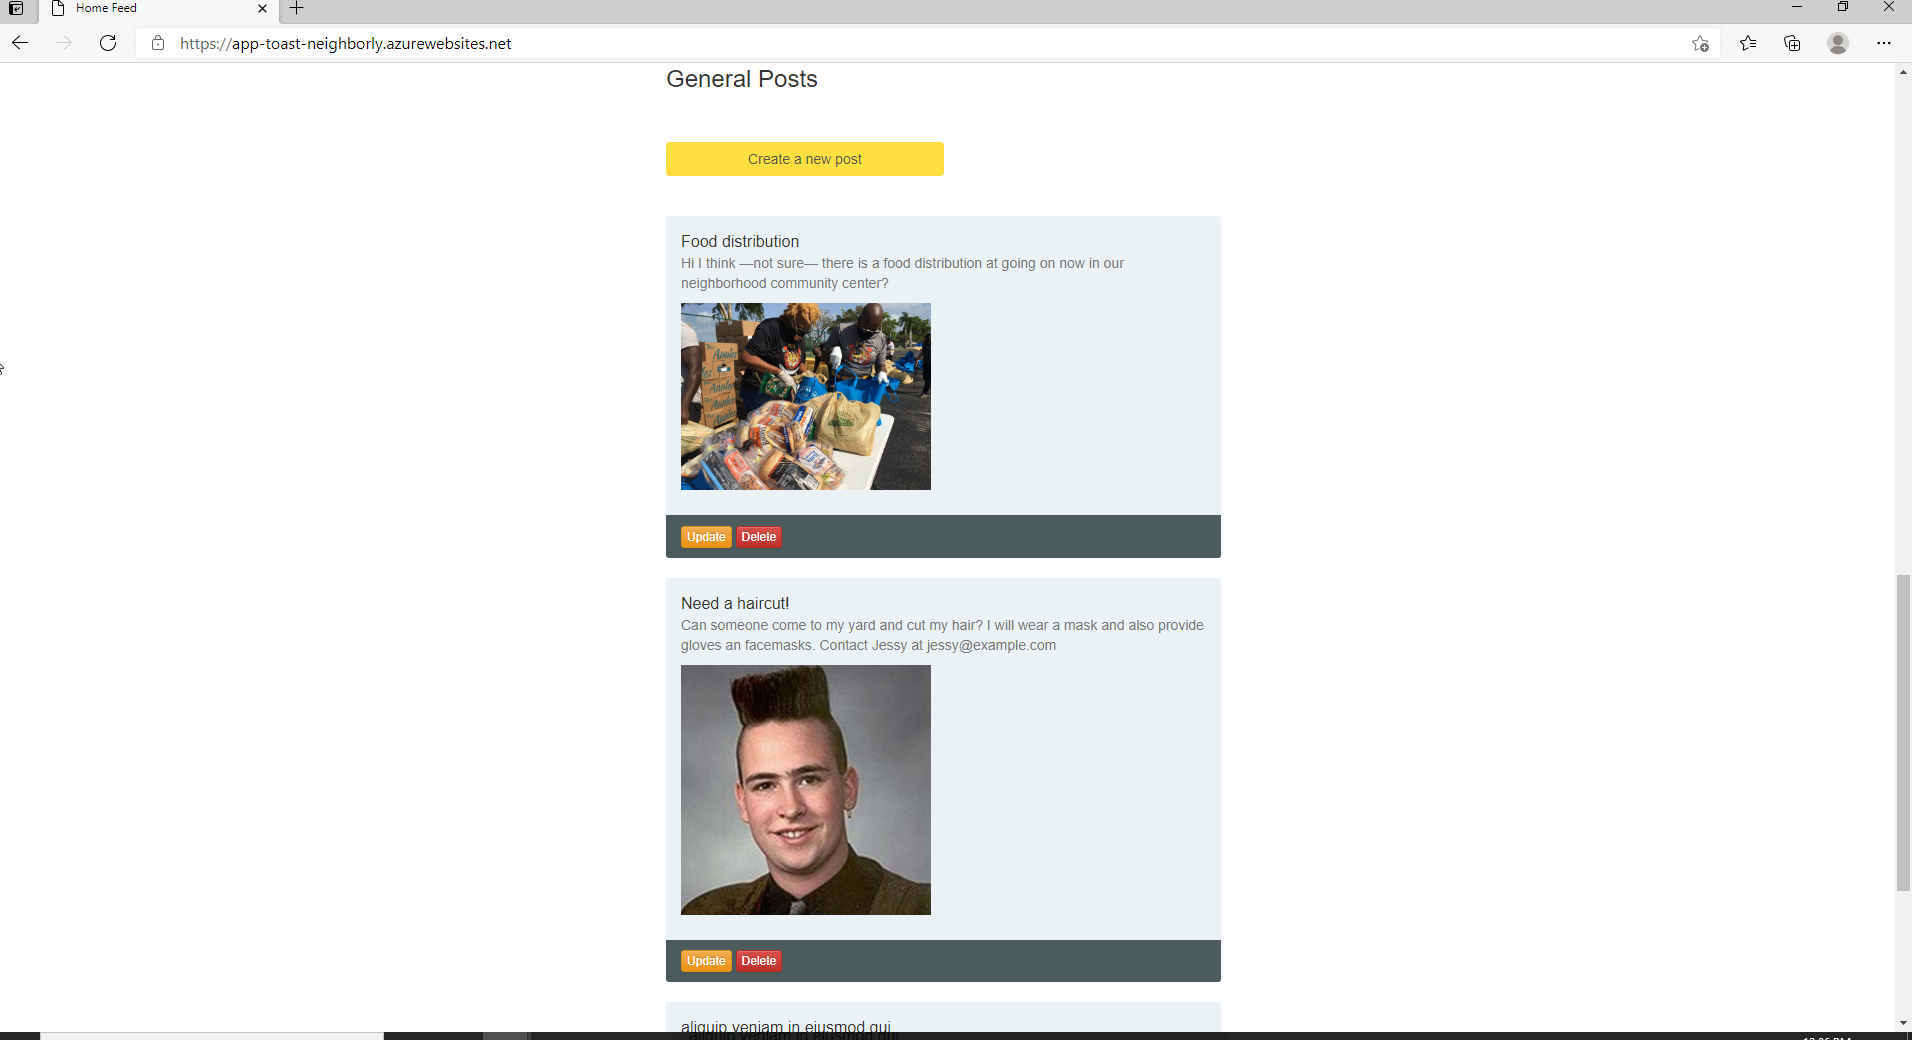 Home Feed
https://app-toast-neighborly.azurewebsites.net
General Posts
Create a new post
Food distribution
Hi I think —not sure— there is a food distribution at going on now in our
neighborhood community center?
Apples
Apples
Apples
Update Delete
Need a haircut!
Can someone come to my yard and cut my hair? I will wear a mask and also provide
gloves an facemasks. Contact Jessy at jessy@example.com
Update Delete
aliquip veniam in eiusmod qui